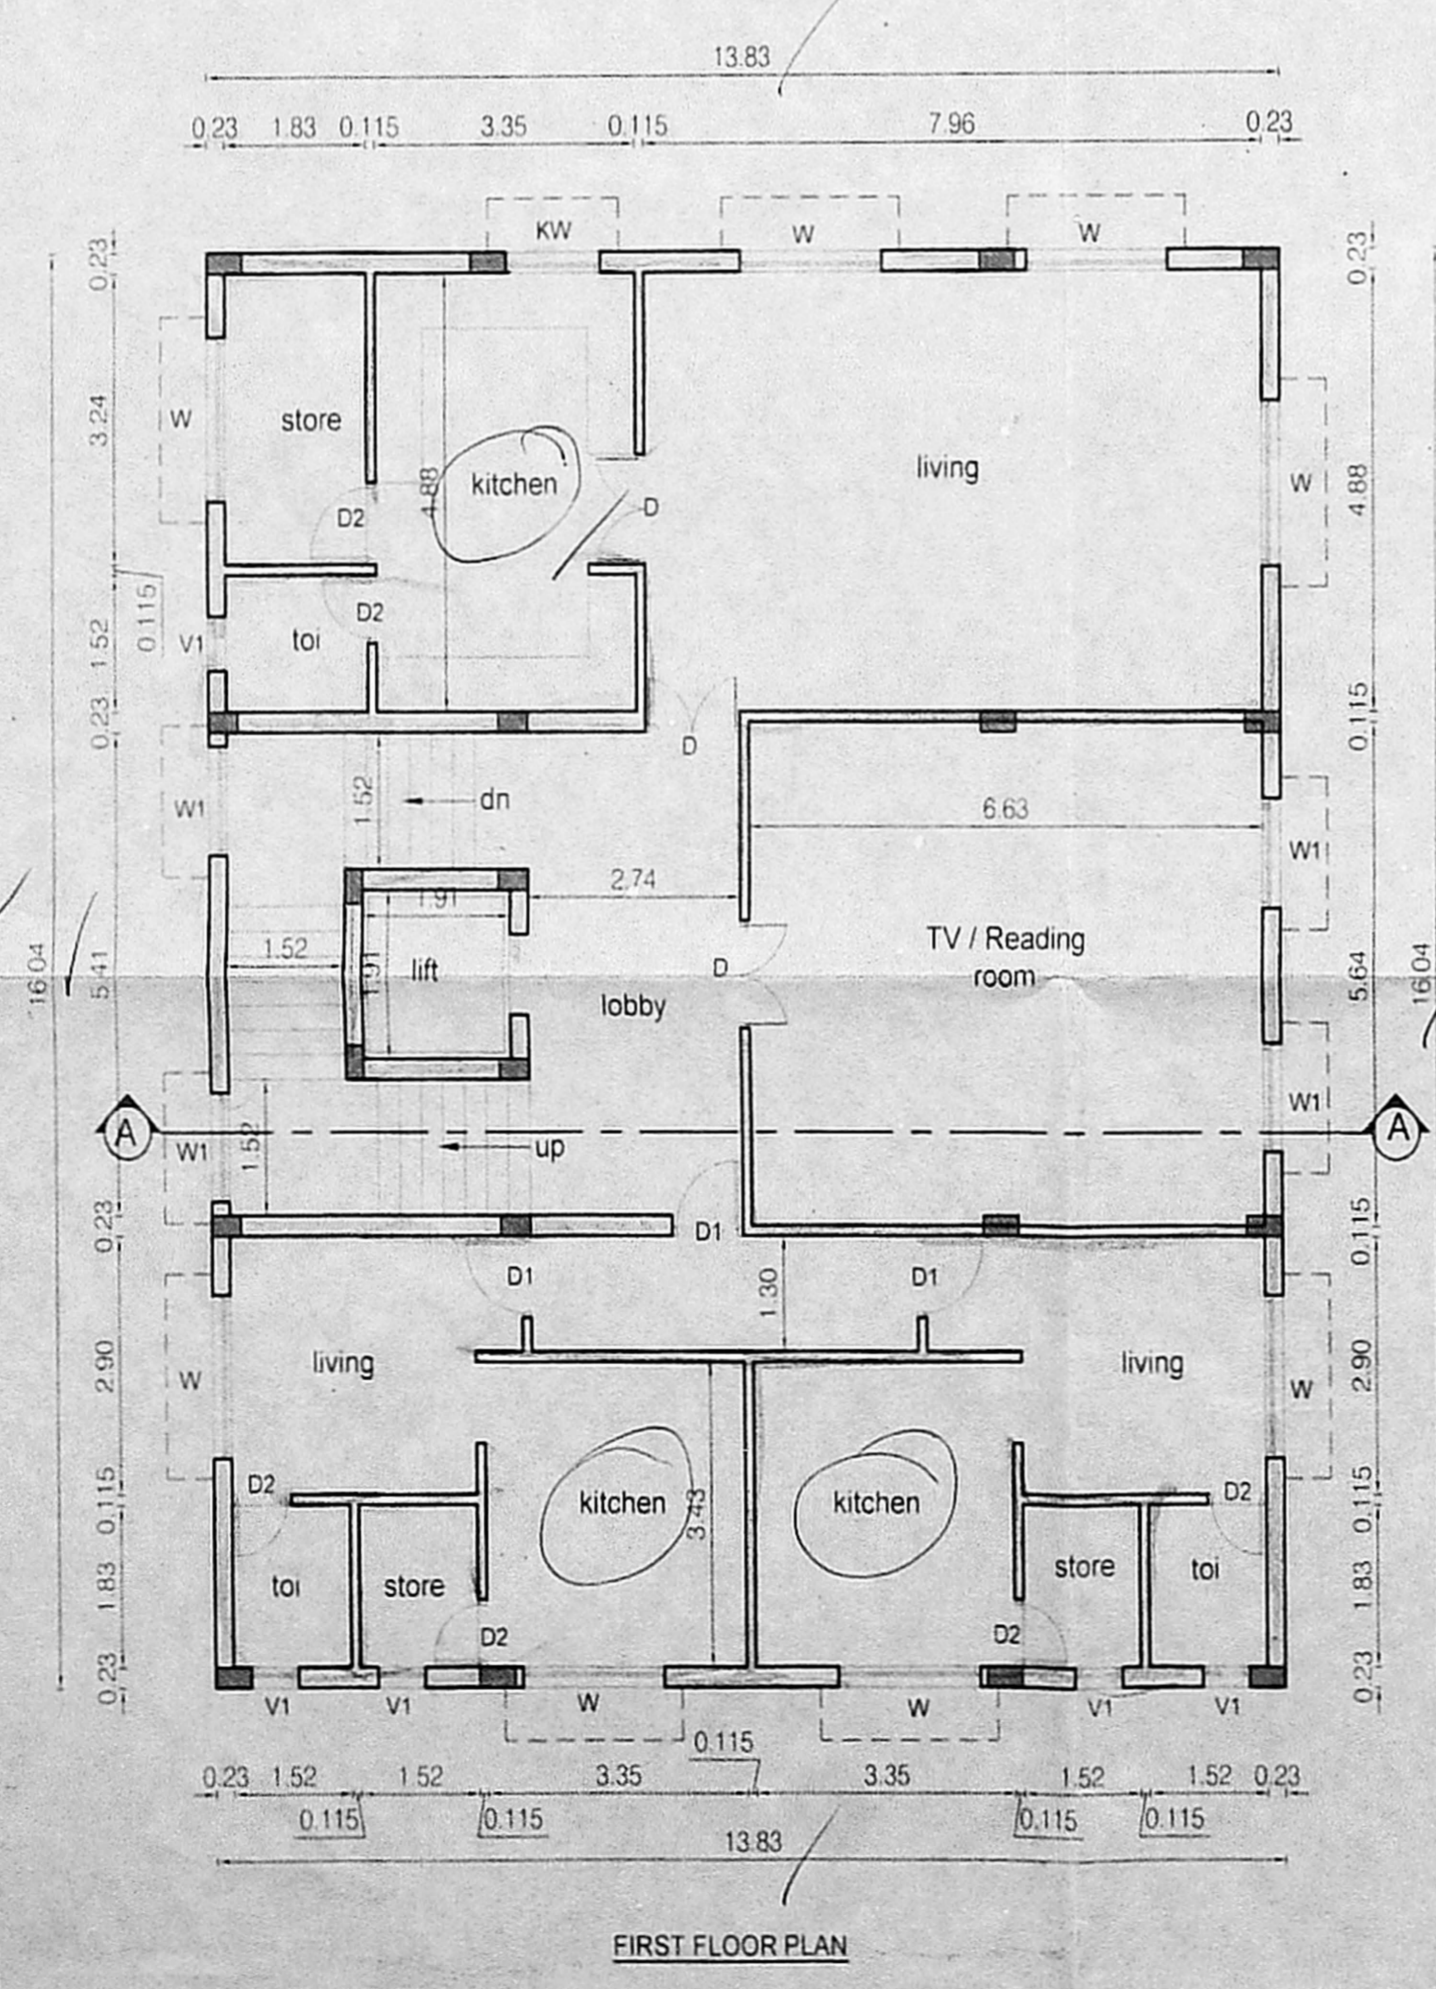 13.83
0.23 1.83 0.115 3.35 0.115 7.96 0.23
KW W W
0.23 0.23
W 3.24 store kitchen 4.88 living W 4.88
D2 D
0.115
D2
V1 1.52 toi
0.23 D 0.115
W1 1.52 dn 6.63
W1
1.91 2.74
TV / Reading
room
16.04 5.41 1.52 1.91 lift D 5.64 16.04
lobby
W1
A A
W1 1.52 up
0.23 D1 0.115
D1 1.30 D1
living living
2.90 W W 2.90
D2 D2
0.115 kitchen 3.43 kitchen 0.115
toi store store toi
1.83 1.83
D2 D2
0.23 0.23
V1 V1 W W V1 V1
0.115
0.23 1.52 1.52 3.35 3.35 1.52 1.52 0.23
0.115 0.115 0.115 0.115
13.83
FIRST FLOOR PLAN